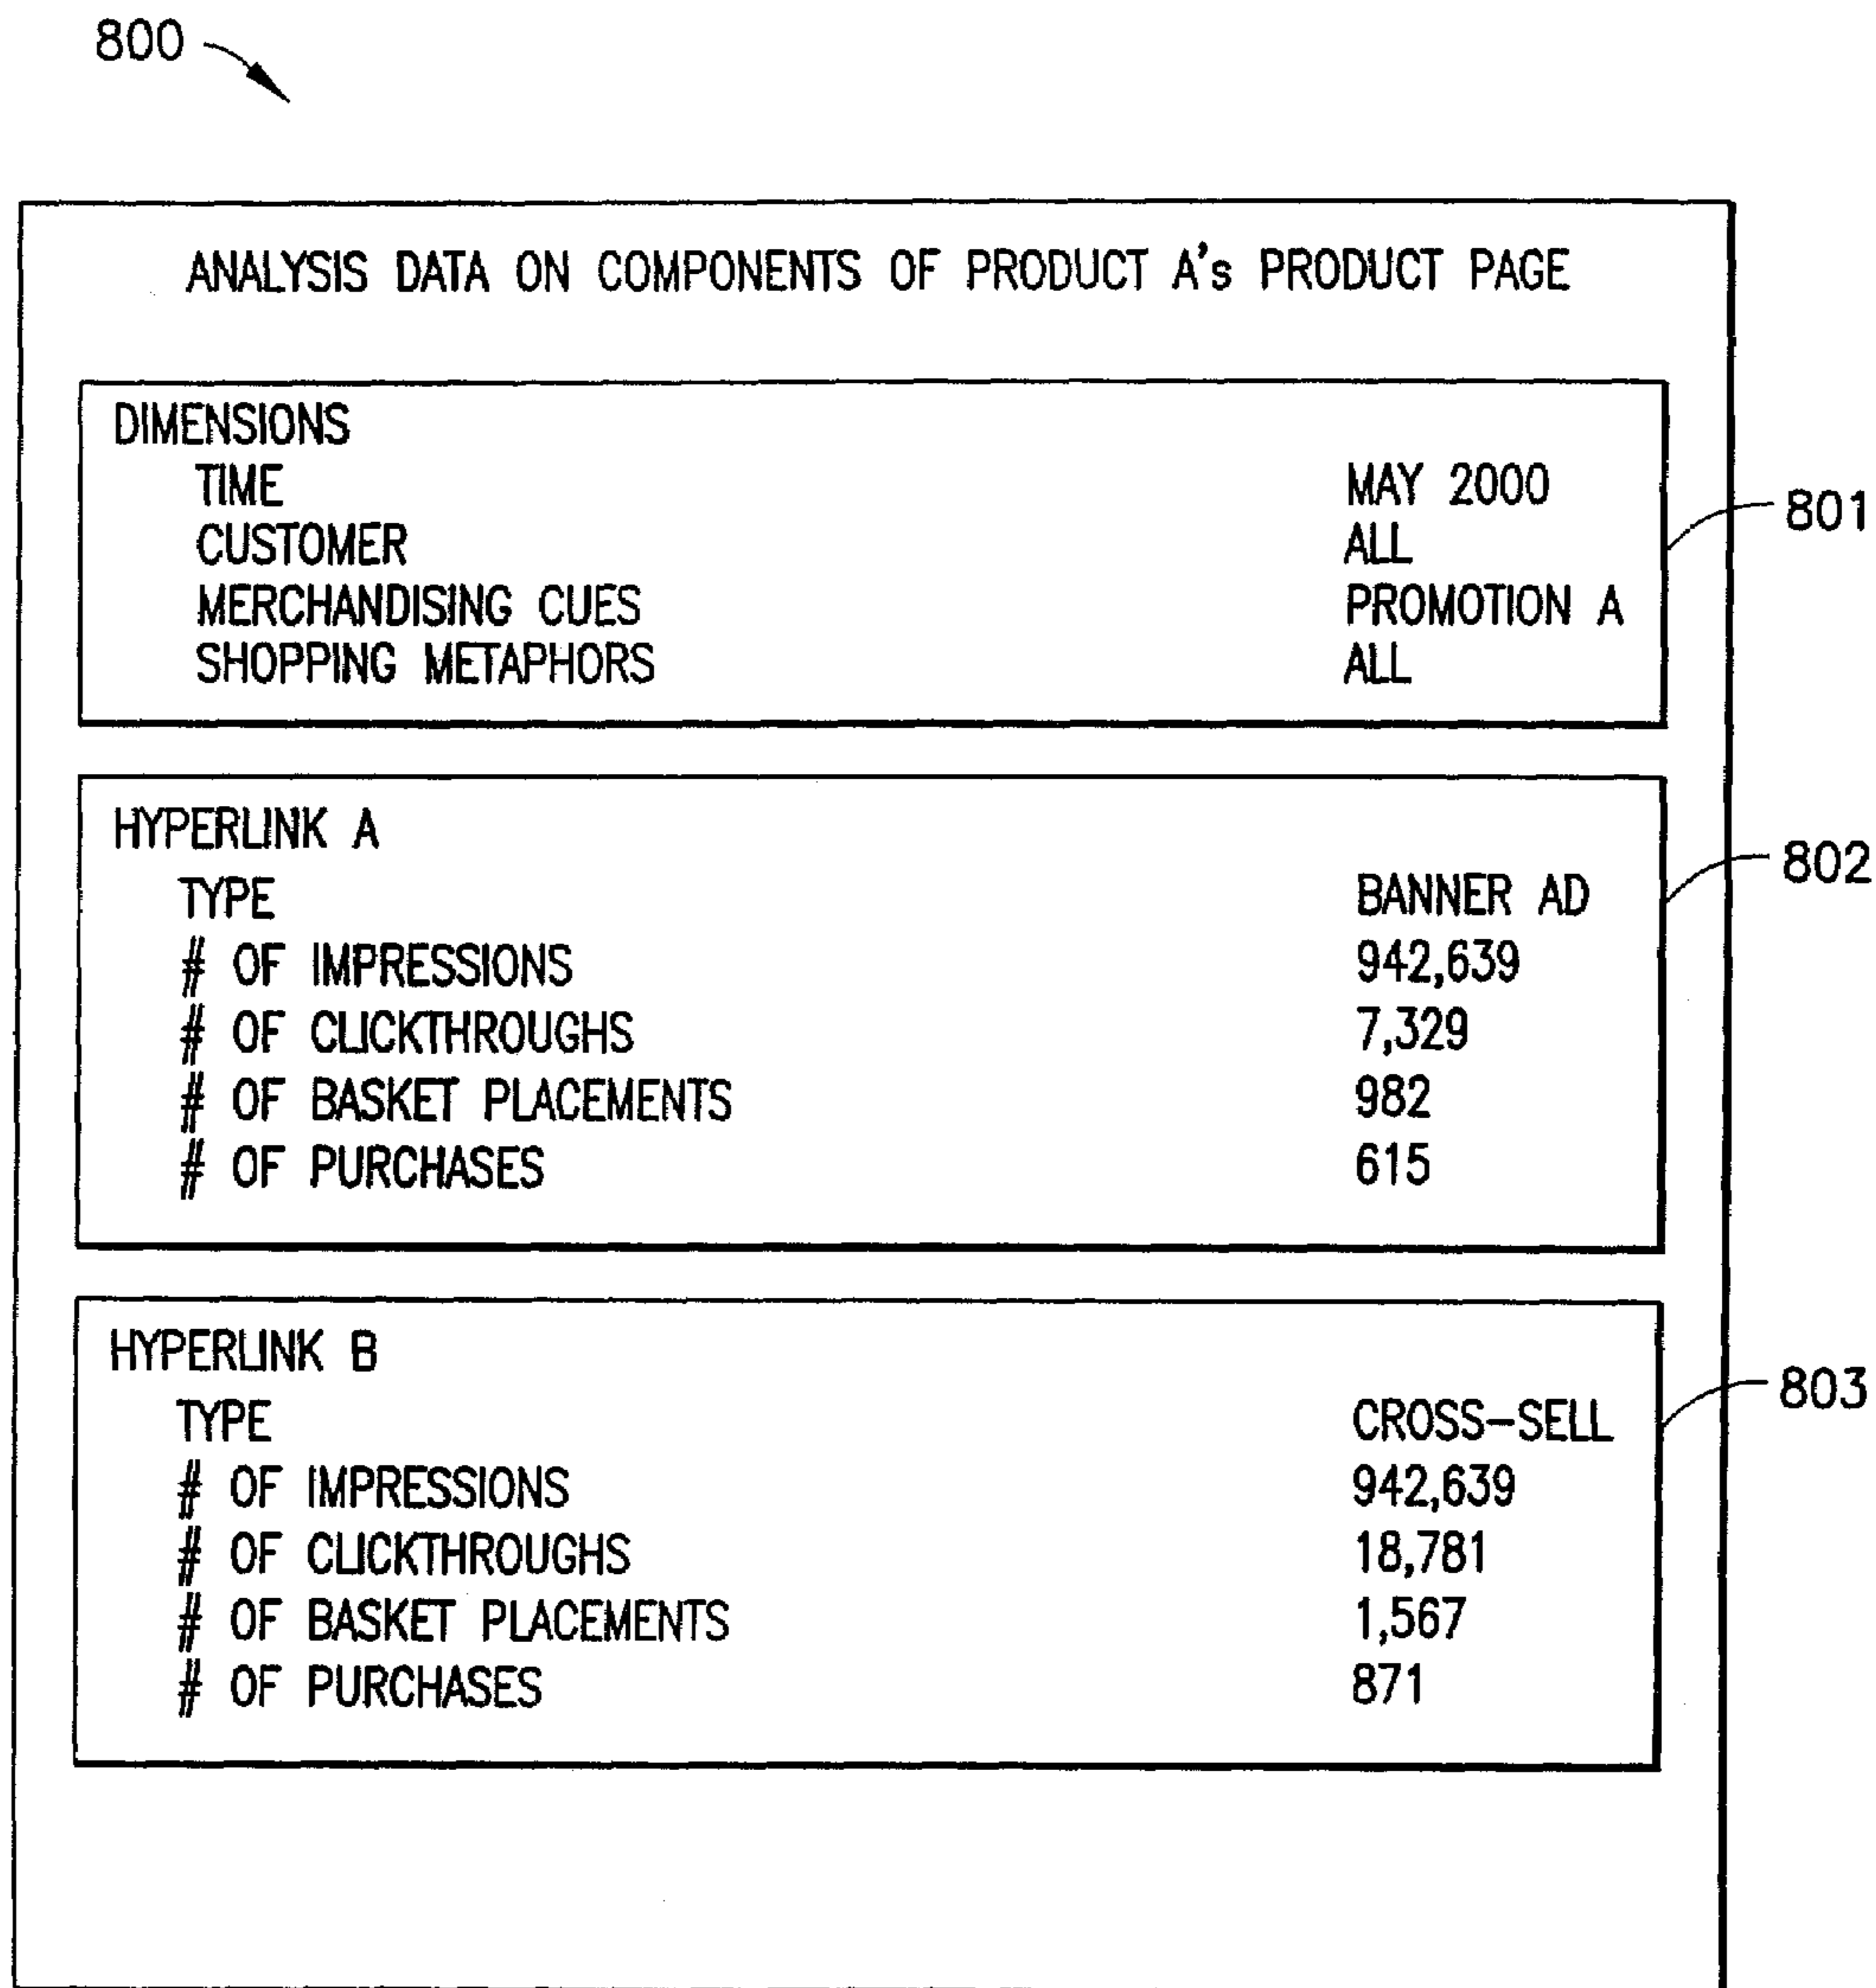 800
ANALYSIS DATA ON COMPONENTS OF PRODUCT A's PRODUCT PAGE
DIMENSIONS
TIME MAY 2000
CUSTOMER ALL
MERCHANDISING CUES PROMOTION A
SHOPPING METAPHORS ALL
801
HYPERLINK A
TYPE BANNER AD
# OF IMPRESSIONS 942,639
# OF CLICKTHROUGHS 7,329
# OF BASKET PLACEMENTS 982
# OF PURCHASES 615
802
HYPERLINK B
TYPE CROSS-SELL
# OF IMPRESSIONS 942,639
# OF CLICKTHROUGHS 18,781
# OF BASKET PLACEMENTS 1,567
# OF PURCHASES 871
803